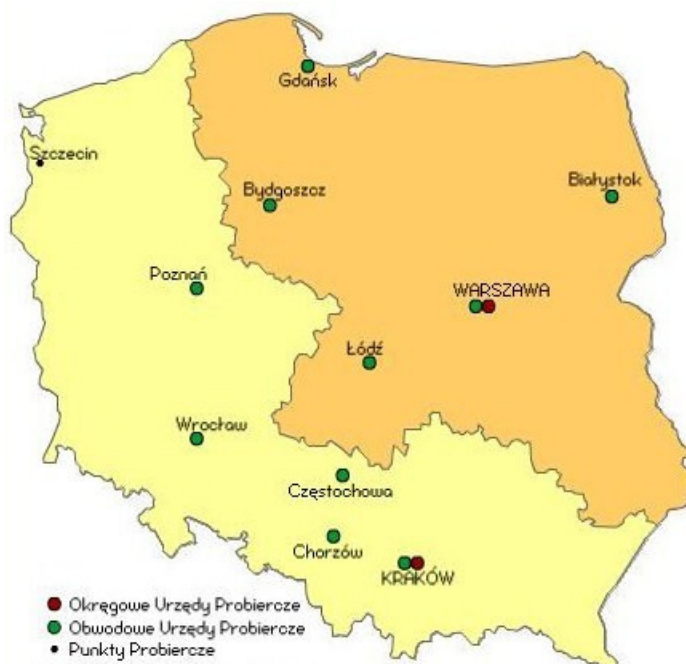 Gdańsk
Szczecin
Białystok
Bydgoszcz
Poznań
WARSZAWA
Łódź
Wrocław
Częstochowa
Chorzów
KRAKÓW
Okręgowe Urzędy Probiercze
Obwodowe Urzędy Probiercze
Punkty Probiercze